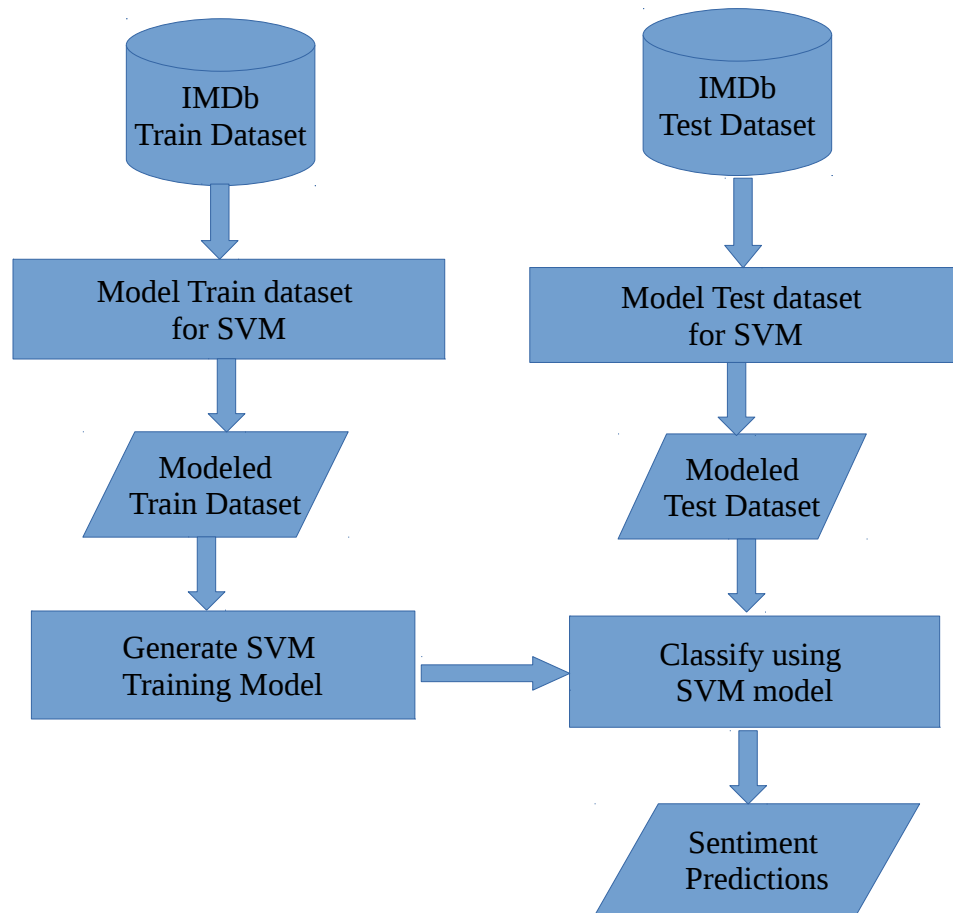 IMDb
Train Dataset
Model Train dataset
for SVM
Modeled
Train Dataset
Generate SVM
Training Model
IMDb
Test Dataset
Model Test dataset
for SVM
Modeled
Test Dataset
Classify using
SVM model
Sentiment
Predictions